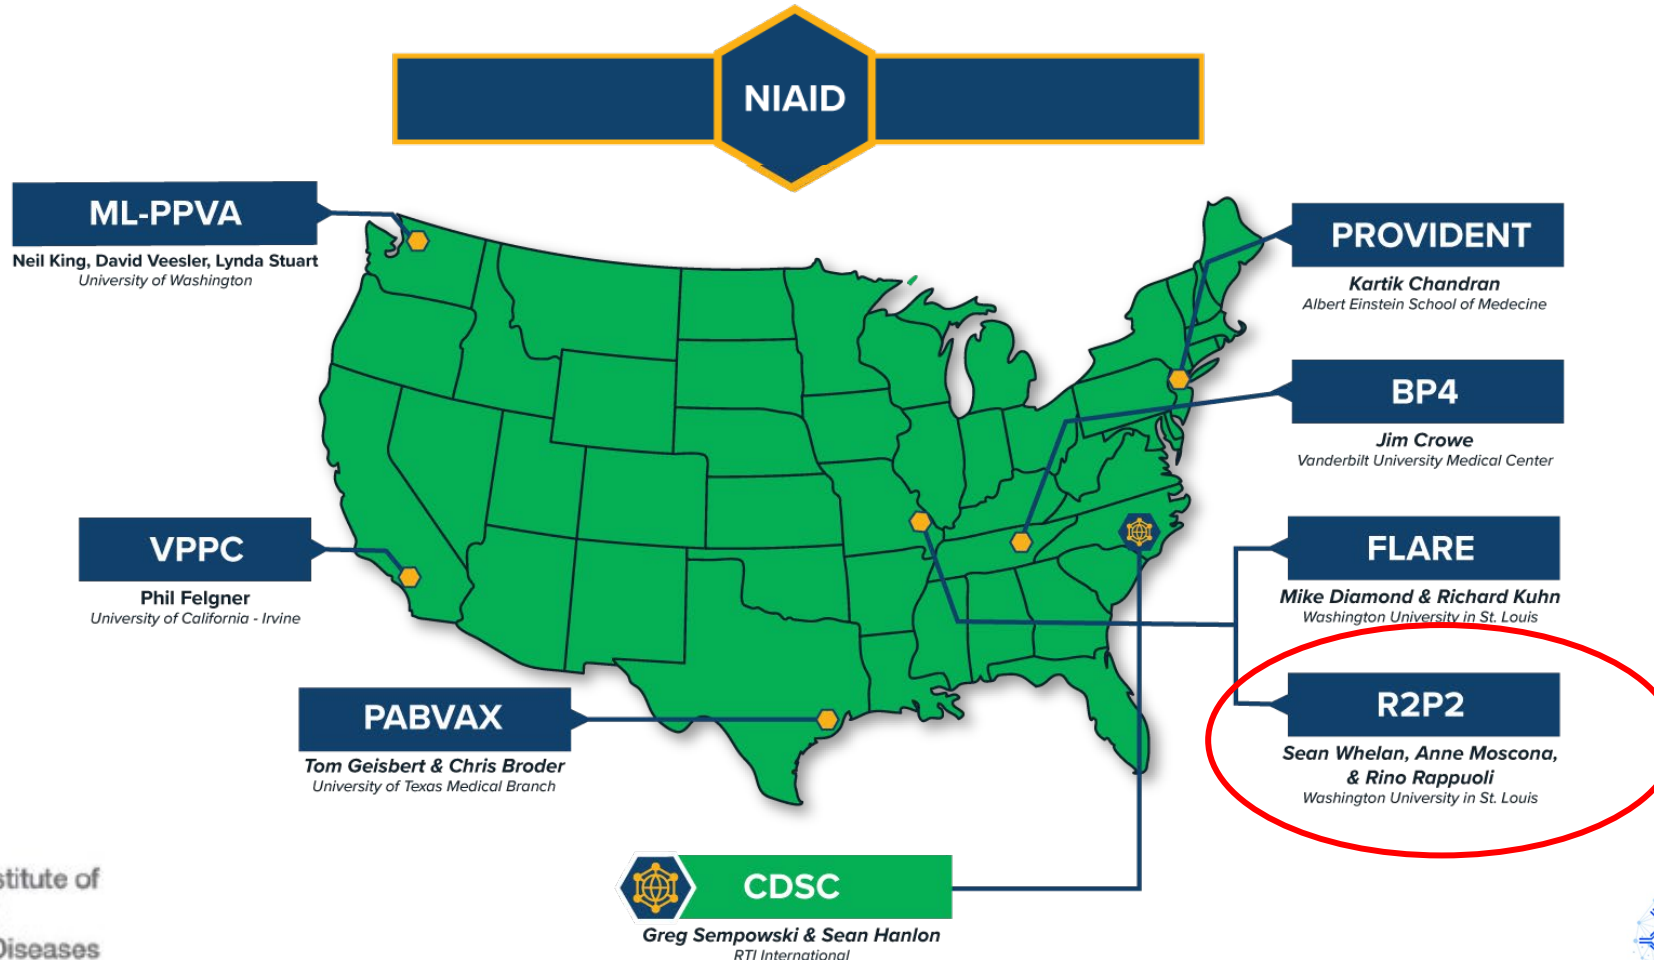 NIAID
ML-PPVA
Neil King, David Veesler, Lynda Stuart
University of Washington
PROVIDENT
Kartik Chandran
Albert Einstein School of Medecine
BP4
Jim Crowe
Vanderbilt University Medical Center
VPPC
Phil Felgner
University of California - Irvine
FLARE
Mike Diamond & Richard Kuhn
Washington University in St. Louis
PABVAX
Tom Geisbert & Chris Broder
University of Texas Medical Branch
R2P2
Sean Whelan, Anne Moscona,
& Rino Rappuoli
Washington University in St. Louis
CDSC
Greg Sempowski & Sean Hanlon
RTI International
stitute of
Diseases